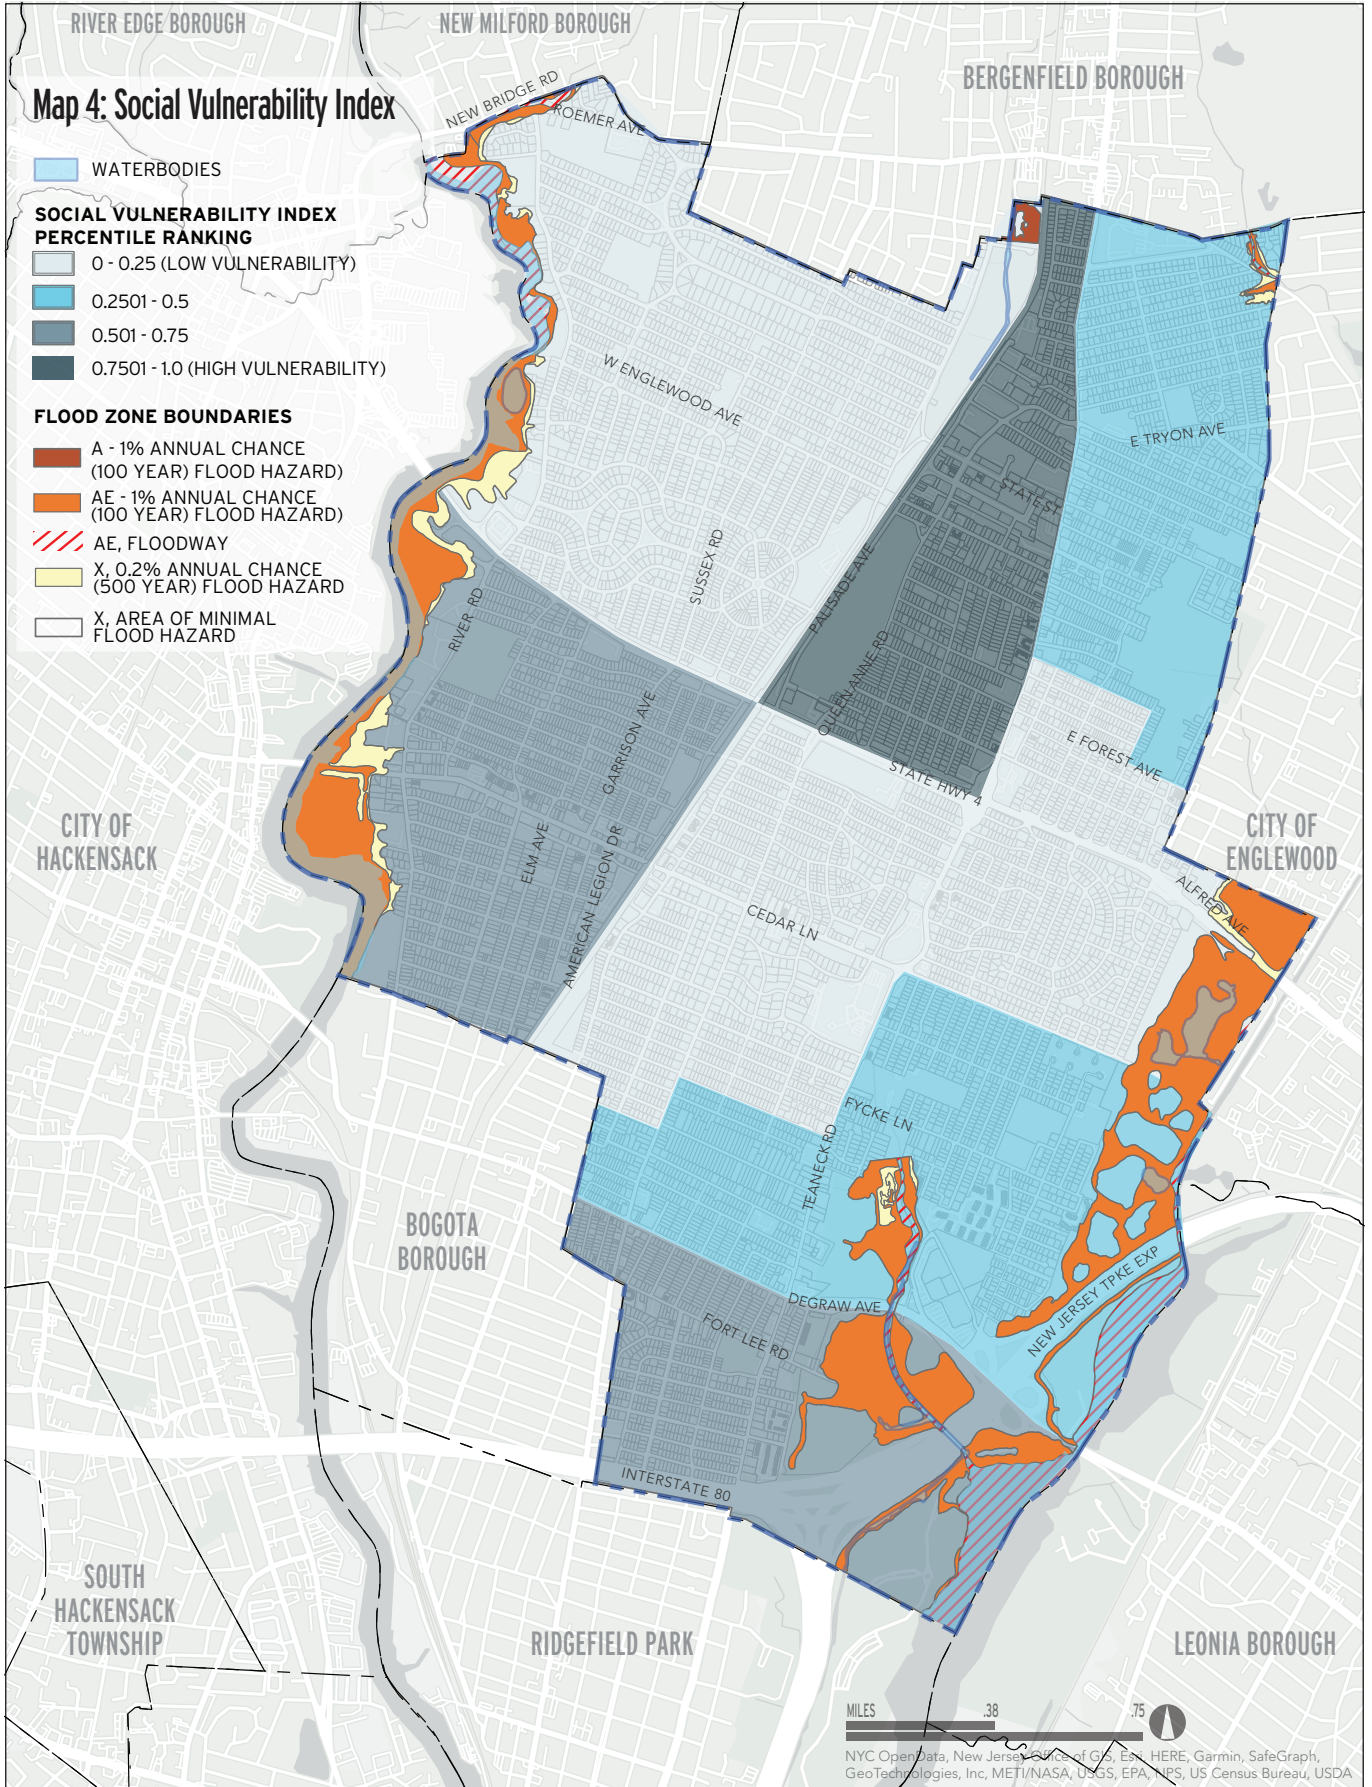 RIVER EDGE BOROUGH
NEW MILFORD BOROUGH
BERGENFIELD BOROUGH
Map 4: Social Vulnerability Index
WATERBODIES
SOCIAL VULNERABILITY INDEX
PERCENTILE RANKING
0 - 0.25 (LOW VULNERABILITY)
0.2501 - 0.5
0.501 - 0.75
0.7501 - 1.0 (HIGH VULNERABILITY)
FLOOD ZONE BOUNDARIES
A - 1% ANNUAL CHANCE
(100 YEAR) FLOOD HAZARD)
AE - 1% ANNUAL CHANCE
(100 YEAR) FLOOD HAZARD)
AE, FLOODWAY
X, 0.2% ANNUAL CHANCE
(500 YEAR) FLOOD HAZARD
X, AREA OF MINIMAL
FLOOD HAZARD
NEW BRIDGE RD
ROEMER AVE
W ENGLEWOOD AVE
E TRYON AVE
STATE ST
SUSSEX RD
PALISADE AVE
RIVER RD
QUEEN ANNE RD
GARRISON AVE
E FOREST AVE
STATE HWY 4
CITY OF
HACKENSACK
CITY OF
ENGLEWOOD
ELM AVE
AMERICAN LEGION DR
ALFRED AVE
CEDAR LN
FYCKE LN
TEANECK RD
BOGOTA
BOROUGH
NEW JERSEY TPKE EXP
DEGRAW AVE
FORT LEE RD
INTERSTATE 80
SOUTH
HACKENSACK
TOWNSHIP
RIDGEFIELD PARK
LEONIA BOROUGH
MILES
.38
.75
NYC OpenData, New Jersey Office of GIS, Esri, HERE, Garmin, SafeGraph,
GeoTechnologies, Inc, METI/NASA, USGS, EPA, NPS, US Census Bureau, USDA